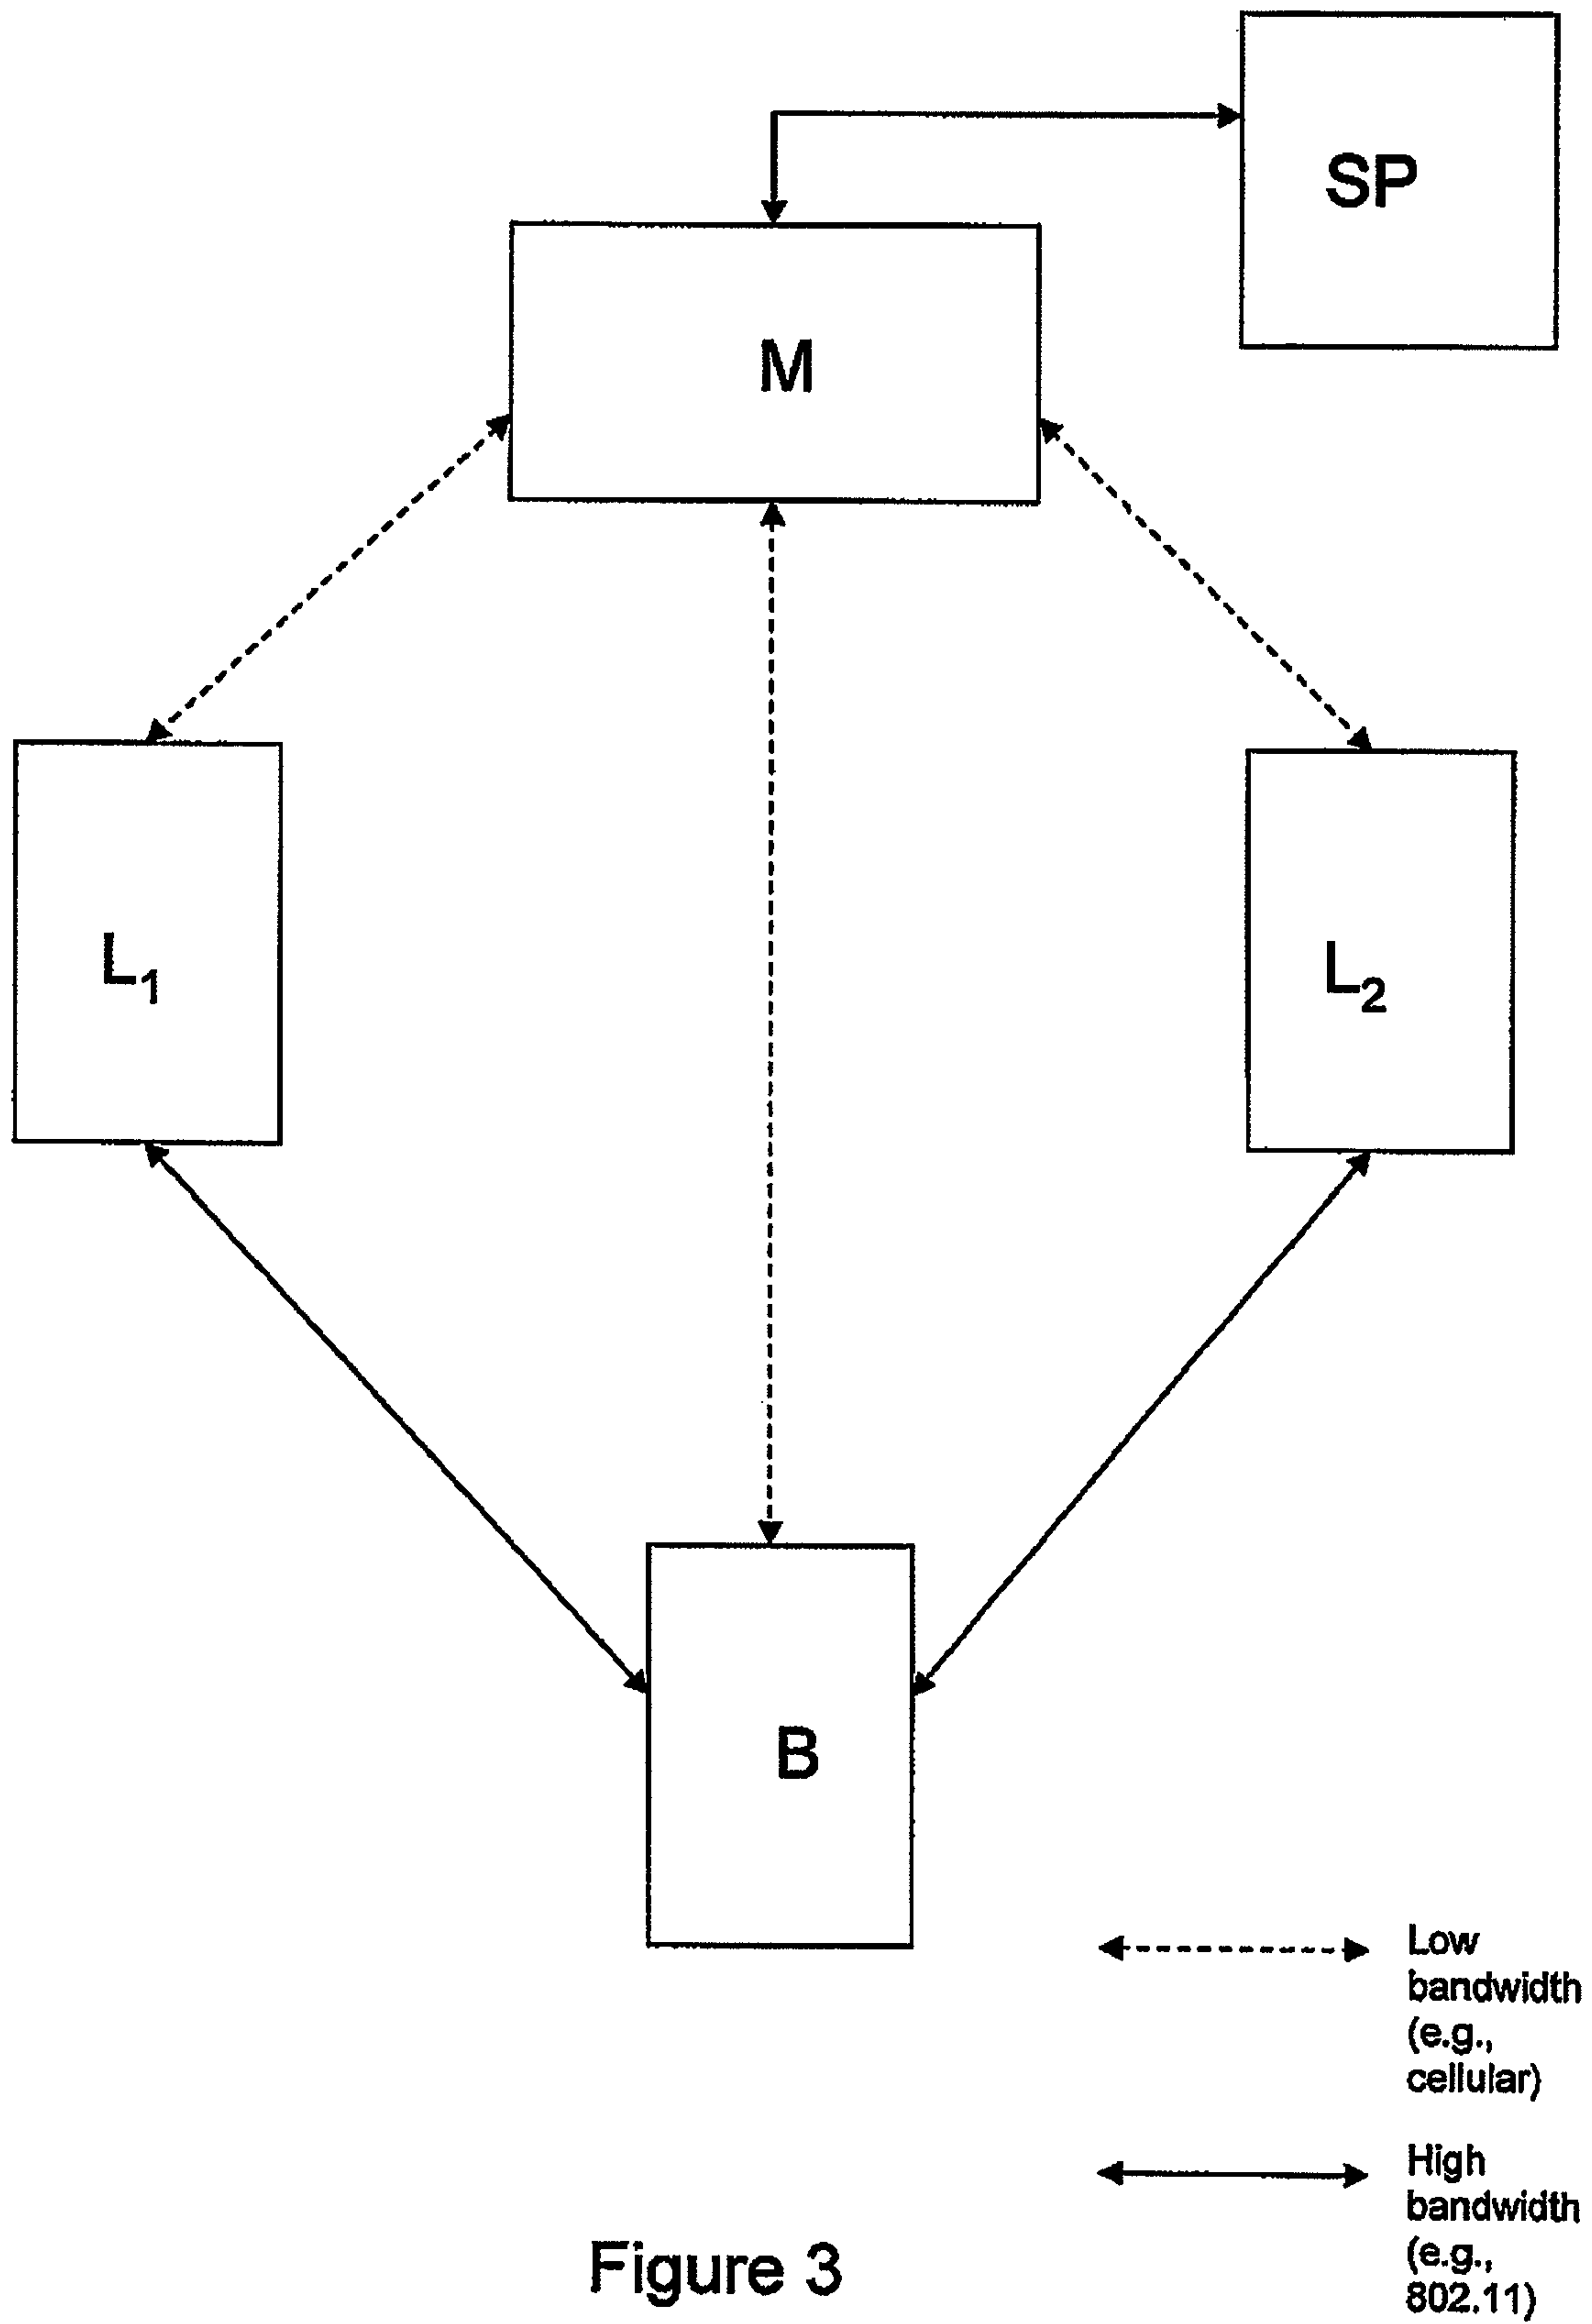 SP
M
L1
L2
B
Low
bandwidth
(e.g.,
cellular)
High
bandwidth
(e.g.,
802.11)
Figure 3